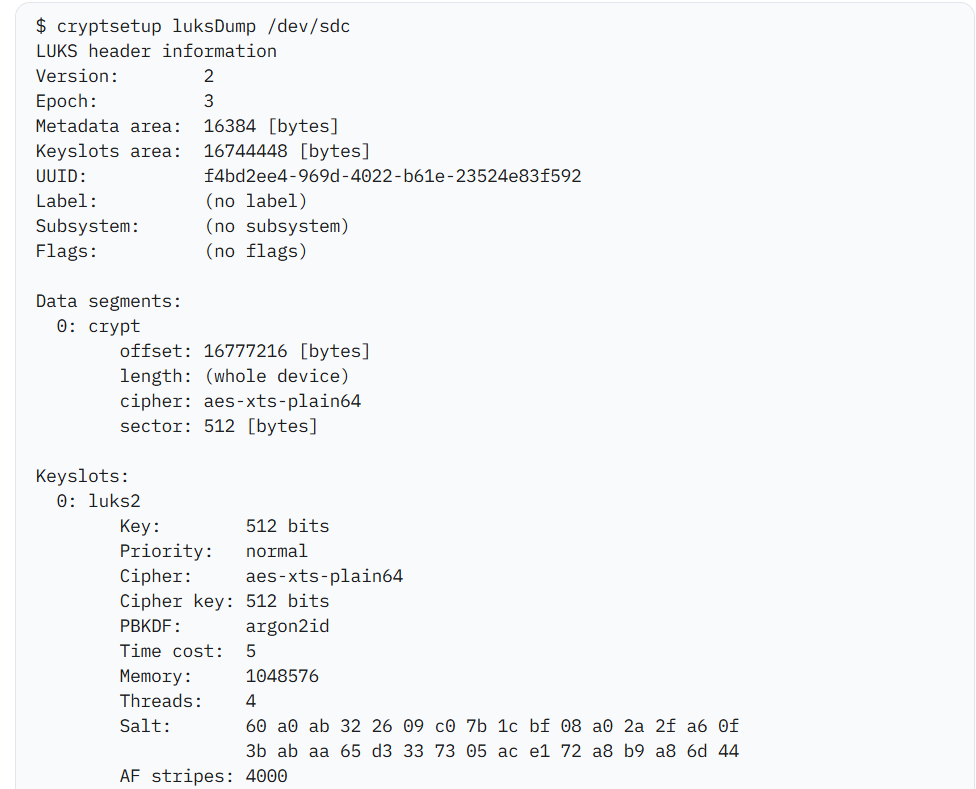 $ cryptsetup luksDump /dev/sdc
LUKS header information
Version:        2
Epoch:          3
Metadata area:  16384 [bytes]
Keyslots area:  16744448 [bytes]
UUID:           f4bd2ee4-969d-4022-b61e-23524e83f592
Label:          (no label)
Subsystem:      (no subsystem)
Flags:          (no flags)

Data segments:
  0: crypt
        offset: 16777216 [bytes]
        length: (whole device)
        cipher: aes-xts-plain64
        sector: 512 [bytes]

Keyslots:
  0: luks2
        Key:        512 bits
        Priority:   normal
        Cipher:     aes-xts-plain64
        Cipher key: 512 bits
        PBKDF:      argon2id
        Time cost:  5
        Memory:     1048576
        Threads:    4
        Salt:       60 a0 ab 32 26 09 c0 7b 1c bf 08 a0 2a 2f a6 0f
                    3b ab aa 65 d3 33 73 05 ac e1 72 a8 b9 a8 6d 44
        AF stripes: 4000